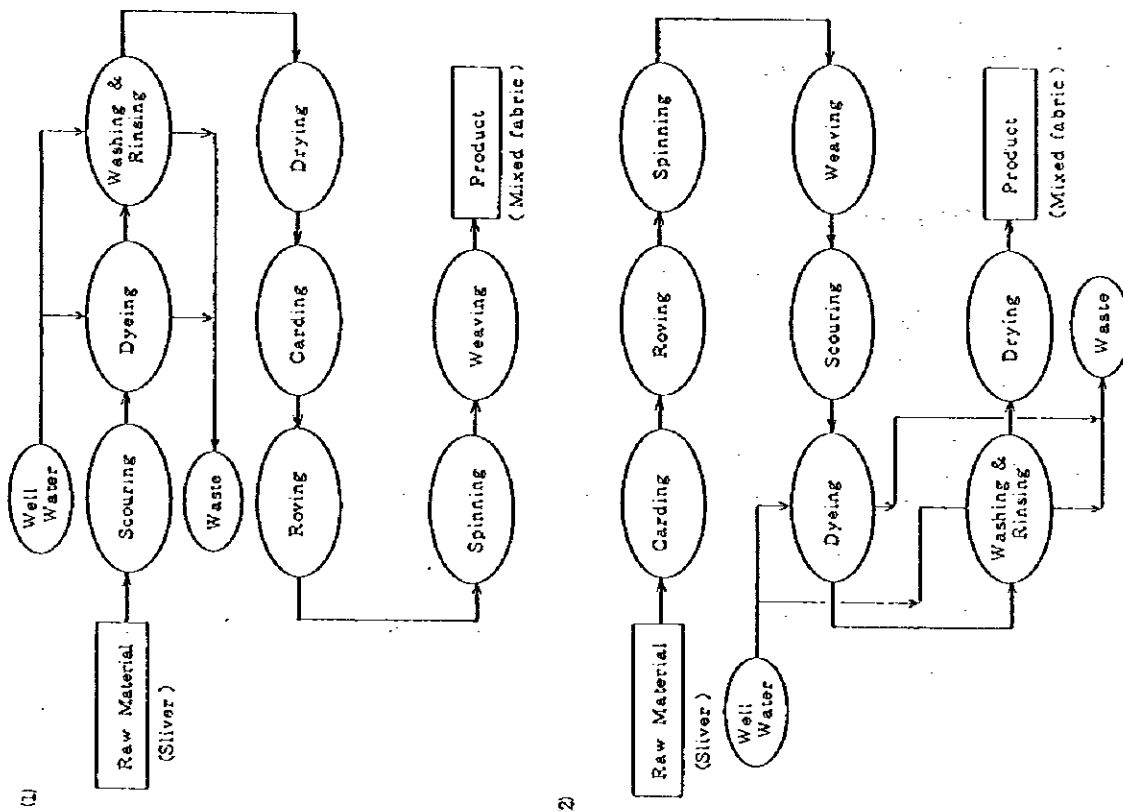 (1)
Well
Water
Raw Material
(Sliver)
Scouring
Dyeing
Washing &
Rinsing
Waste
Drying
Carding
Roving
Spinning
Weaving
Product
(Mixed fabric)
2)
Raw Material
(Sliver)
Carding
Roving
Spinning
Weaving
Scouring
Dyeing
Well
Water
Washing &
Rinsing
Drying
Product
(Mixed fabric)
Waste